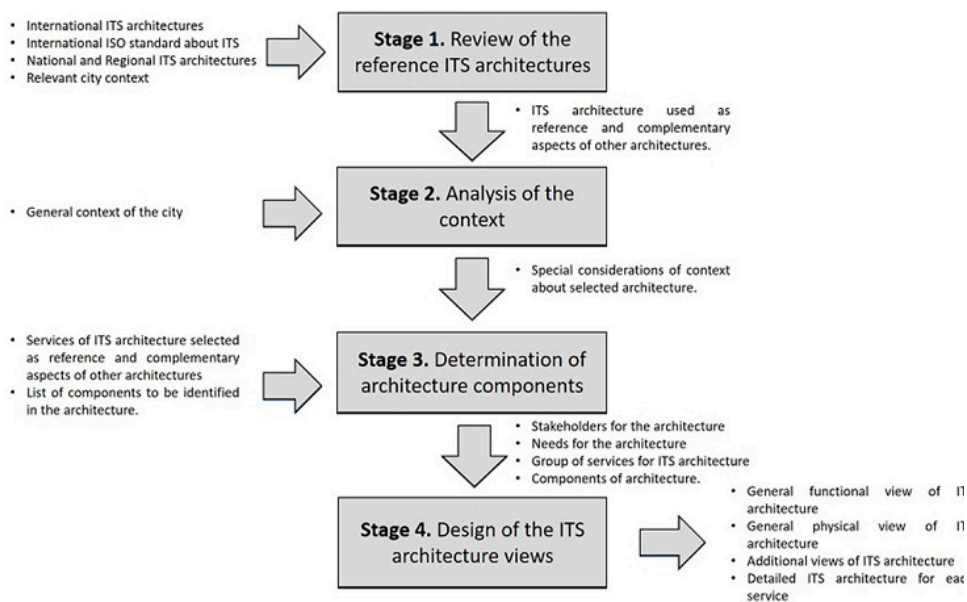 • International ITS architectures
• International ISO standard about ITS
• National and Regional ITS architectures
• Relevant city context
Stage 1. Review of the
reference ITS architectures
• ITS architecture used as
reference and complementary
aspects of other architectures.
• General context of the city
Stage 2. Analysis of the
context
• Special considerations of context
about selected architecture.
• Services of ITS architecture selected
as reference and complementary
aspects of other architectures
• List of components to be identified
in the architecture.
Stage 3. Determination of
architecture components
• Stakeholders for the architecture
• Needs for the architecture
• Group of services for ITS architecture
• Components of architecture.
Stage 4. Design of the ITS
architecture views
• General functional view of
architecture
• General physical view of
architecture
• Additional views of ITS architecture
• Detailed ITS architecture for
service